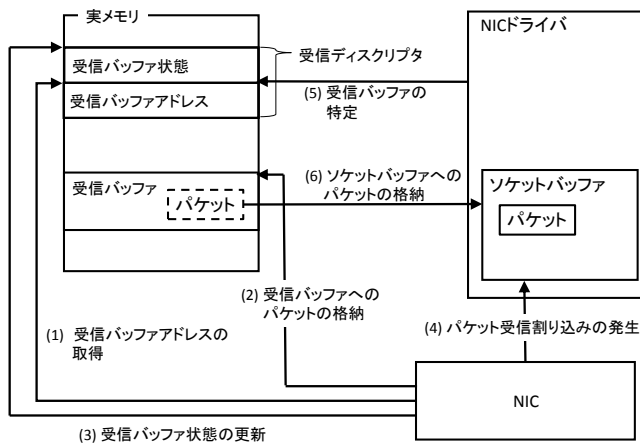 実メモリ
NICドライバ
受信ディスクリプタ
受信バッファ状態
受信バッファアドレス
(5) 受信バッファの
特定
受信バッファ
パケット
(6) ソケットバッファへの
パケットの格納
ソケットバッファ
パケット
(2) 受信バッファへの
パケットの格納
(1) 受信バッファアドレスの
取得
(4) パケット受信割り込みの発生
NIC
(3) 受信バッファ状態の更新